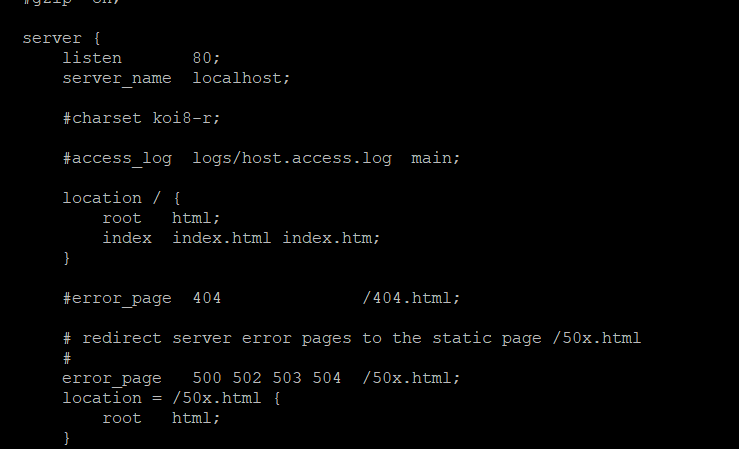 #gzip  on;
server {
    listen       80;
    server_name  localhost;
    #charset koi8-r;
    #access_log  logs/host.access.log  main;
    location / {
        root   html;
        index  index.html index.htm;
    }
    #error_page  404              /404.html;
    # redirect server error pages to the static page /50x.html
    #
    error_page   500 502 503 504  /50x.html;
    location = /50x.html {
        root   html;
    }